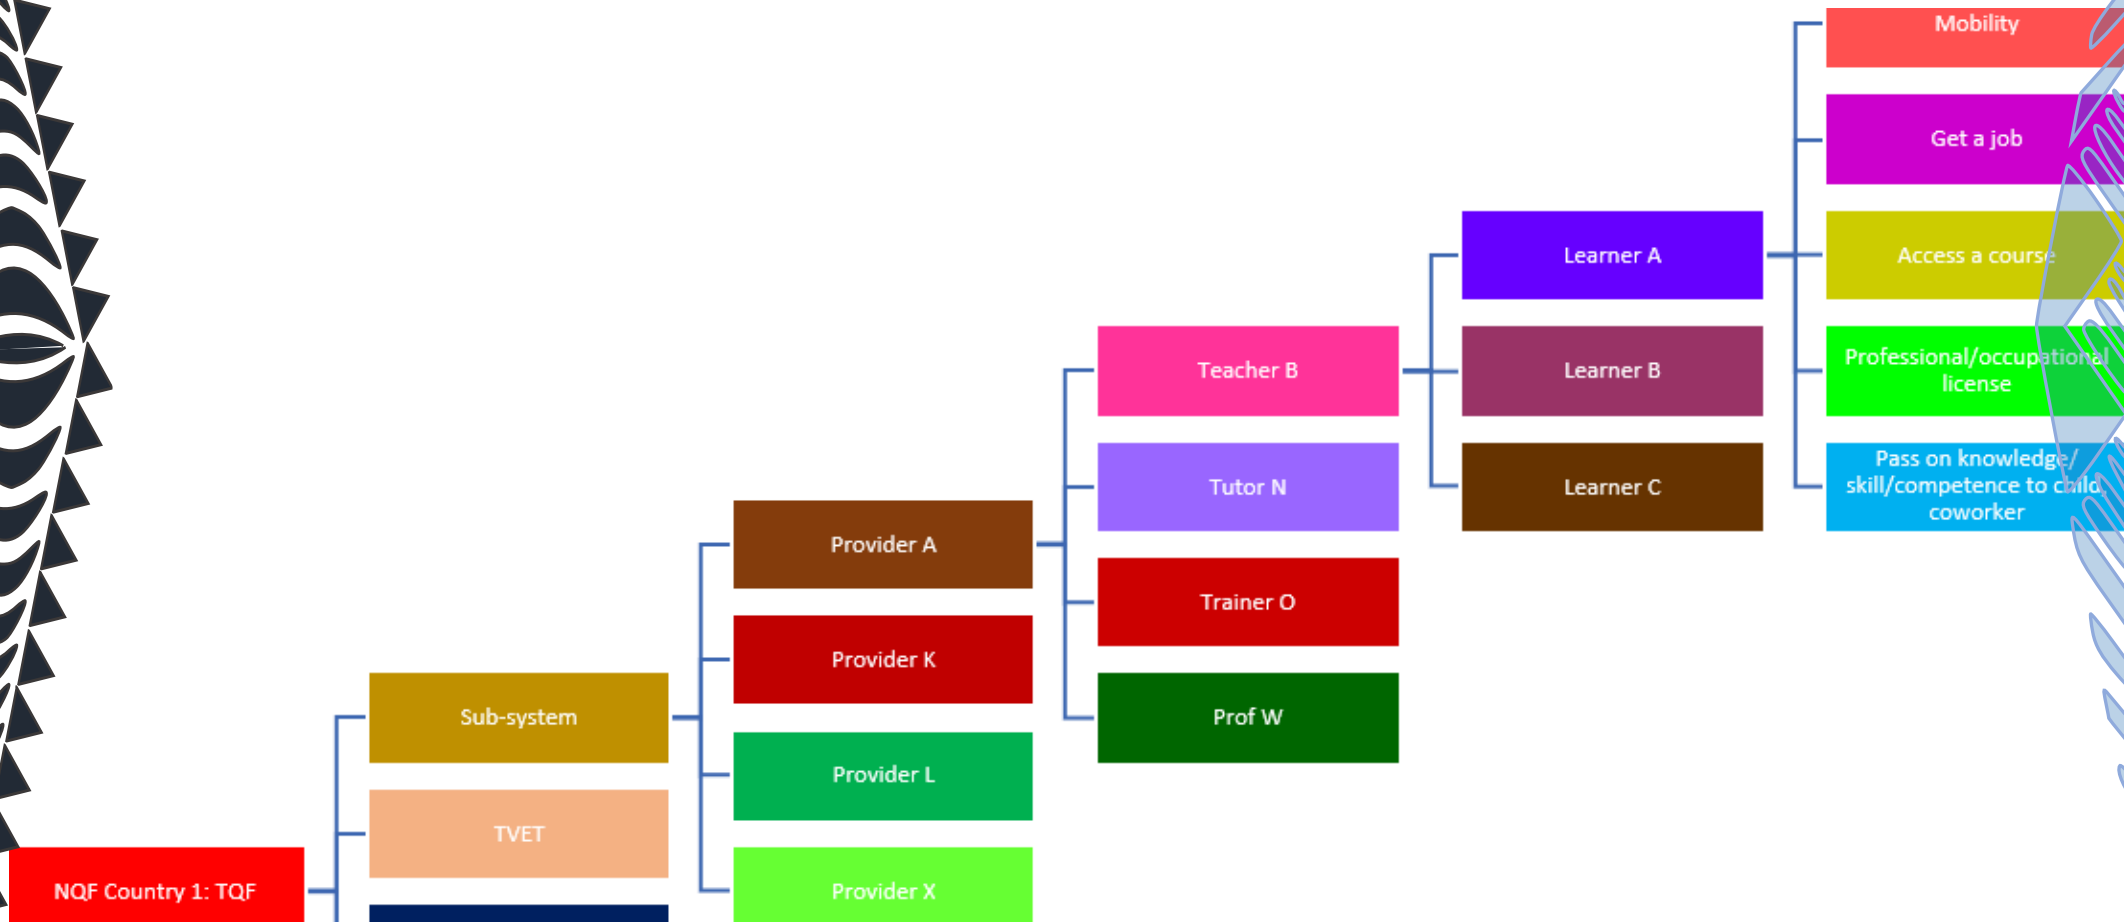 Mobility
Get a job
Learner A
Access a course
Teacher B
Learner B
Professional/occupational
license
Tutor N
Learner C
Pass on knowledge/
skill/competence to child,
coworker
Provider A
Trainer O
Provider K
Sub-system
Prof W
Provider L
TVET
NQF Country 1: TQF
Provider X